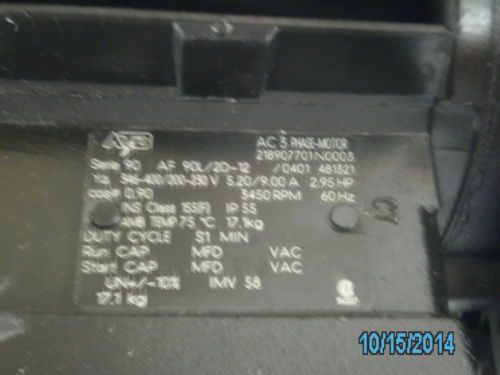 ATB AC 3 PHASE-MOTOR
218907701N0003
Serie 90 AF 90L/2D-12 /0401 481321
346-400/200-230 V 5.20/9.00 A 2.95 HP
cosφ 0.90 3450 RPM 60 Hz
INS Class 155(F) IP 55
AMB TEMP 75 °C 17.1kg
DUTY CYCLE S1 MIN
Run CAP MFD VAC
Start CAP MFD VAC
UN+/-10% IMV 58
17.1 kg
10/15/2014